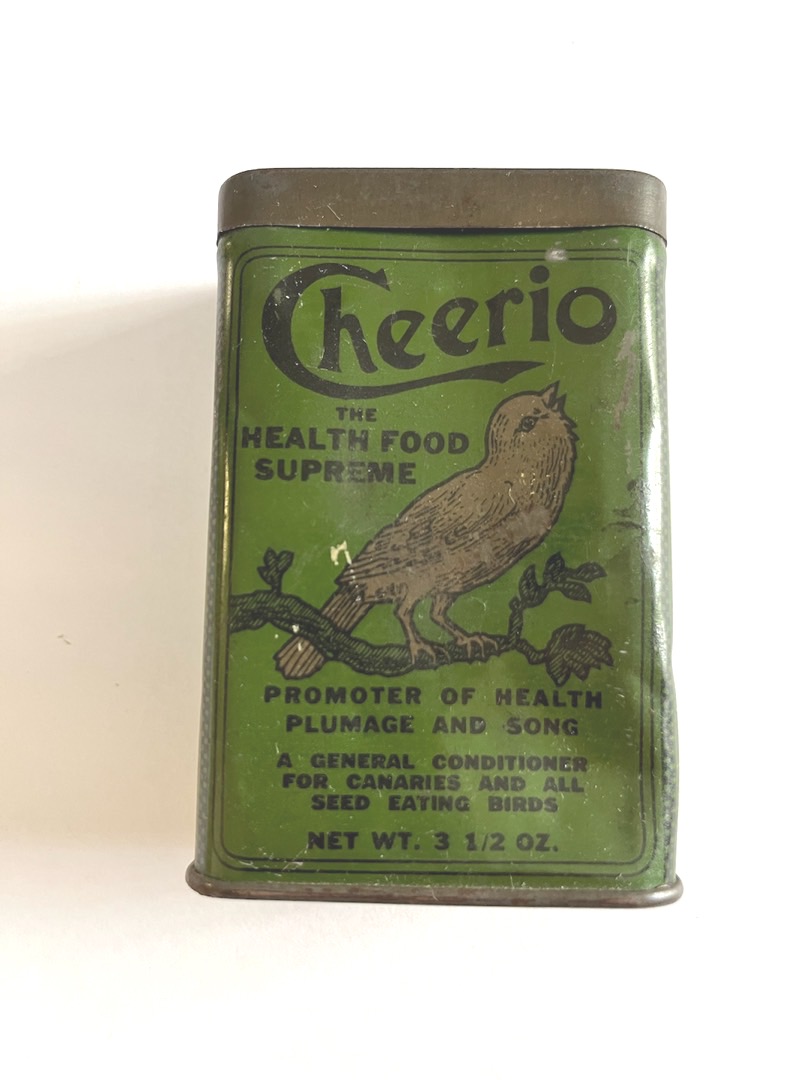 Cheerio
THE
HEALTH FOOD
SUPREME
PROMOTER OF HEALTH
PLUMAGE AND SONG
A GENERAL CONDITIONER
FOR CANARIES AND ALL
SEED EATING BIRDS
NET WT. 3 1/2 OZ.